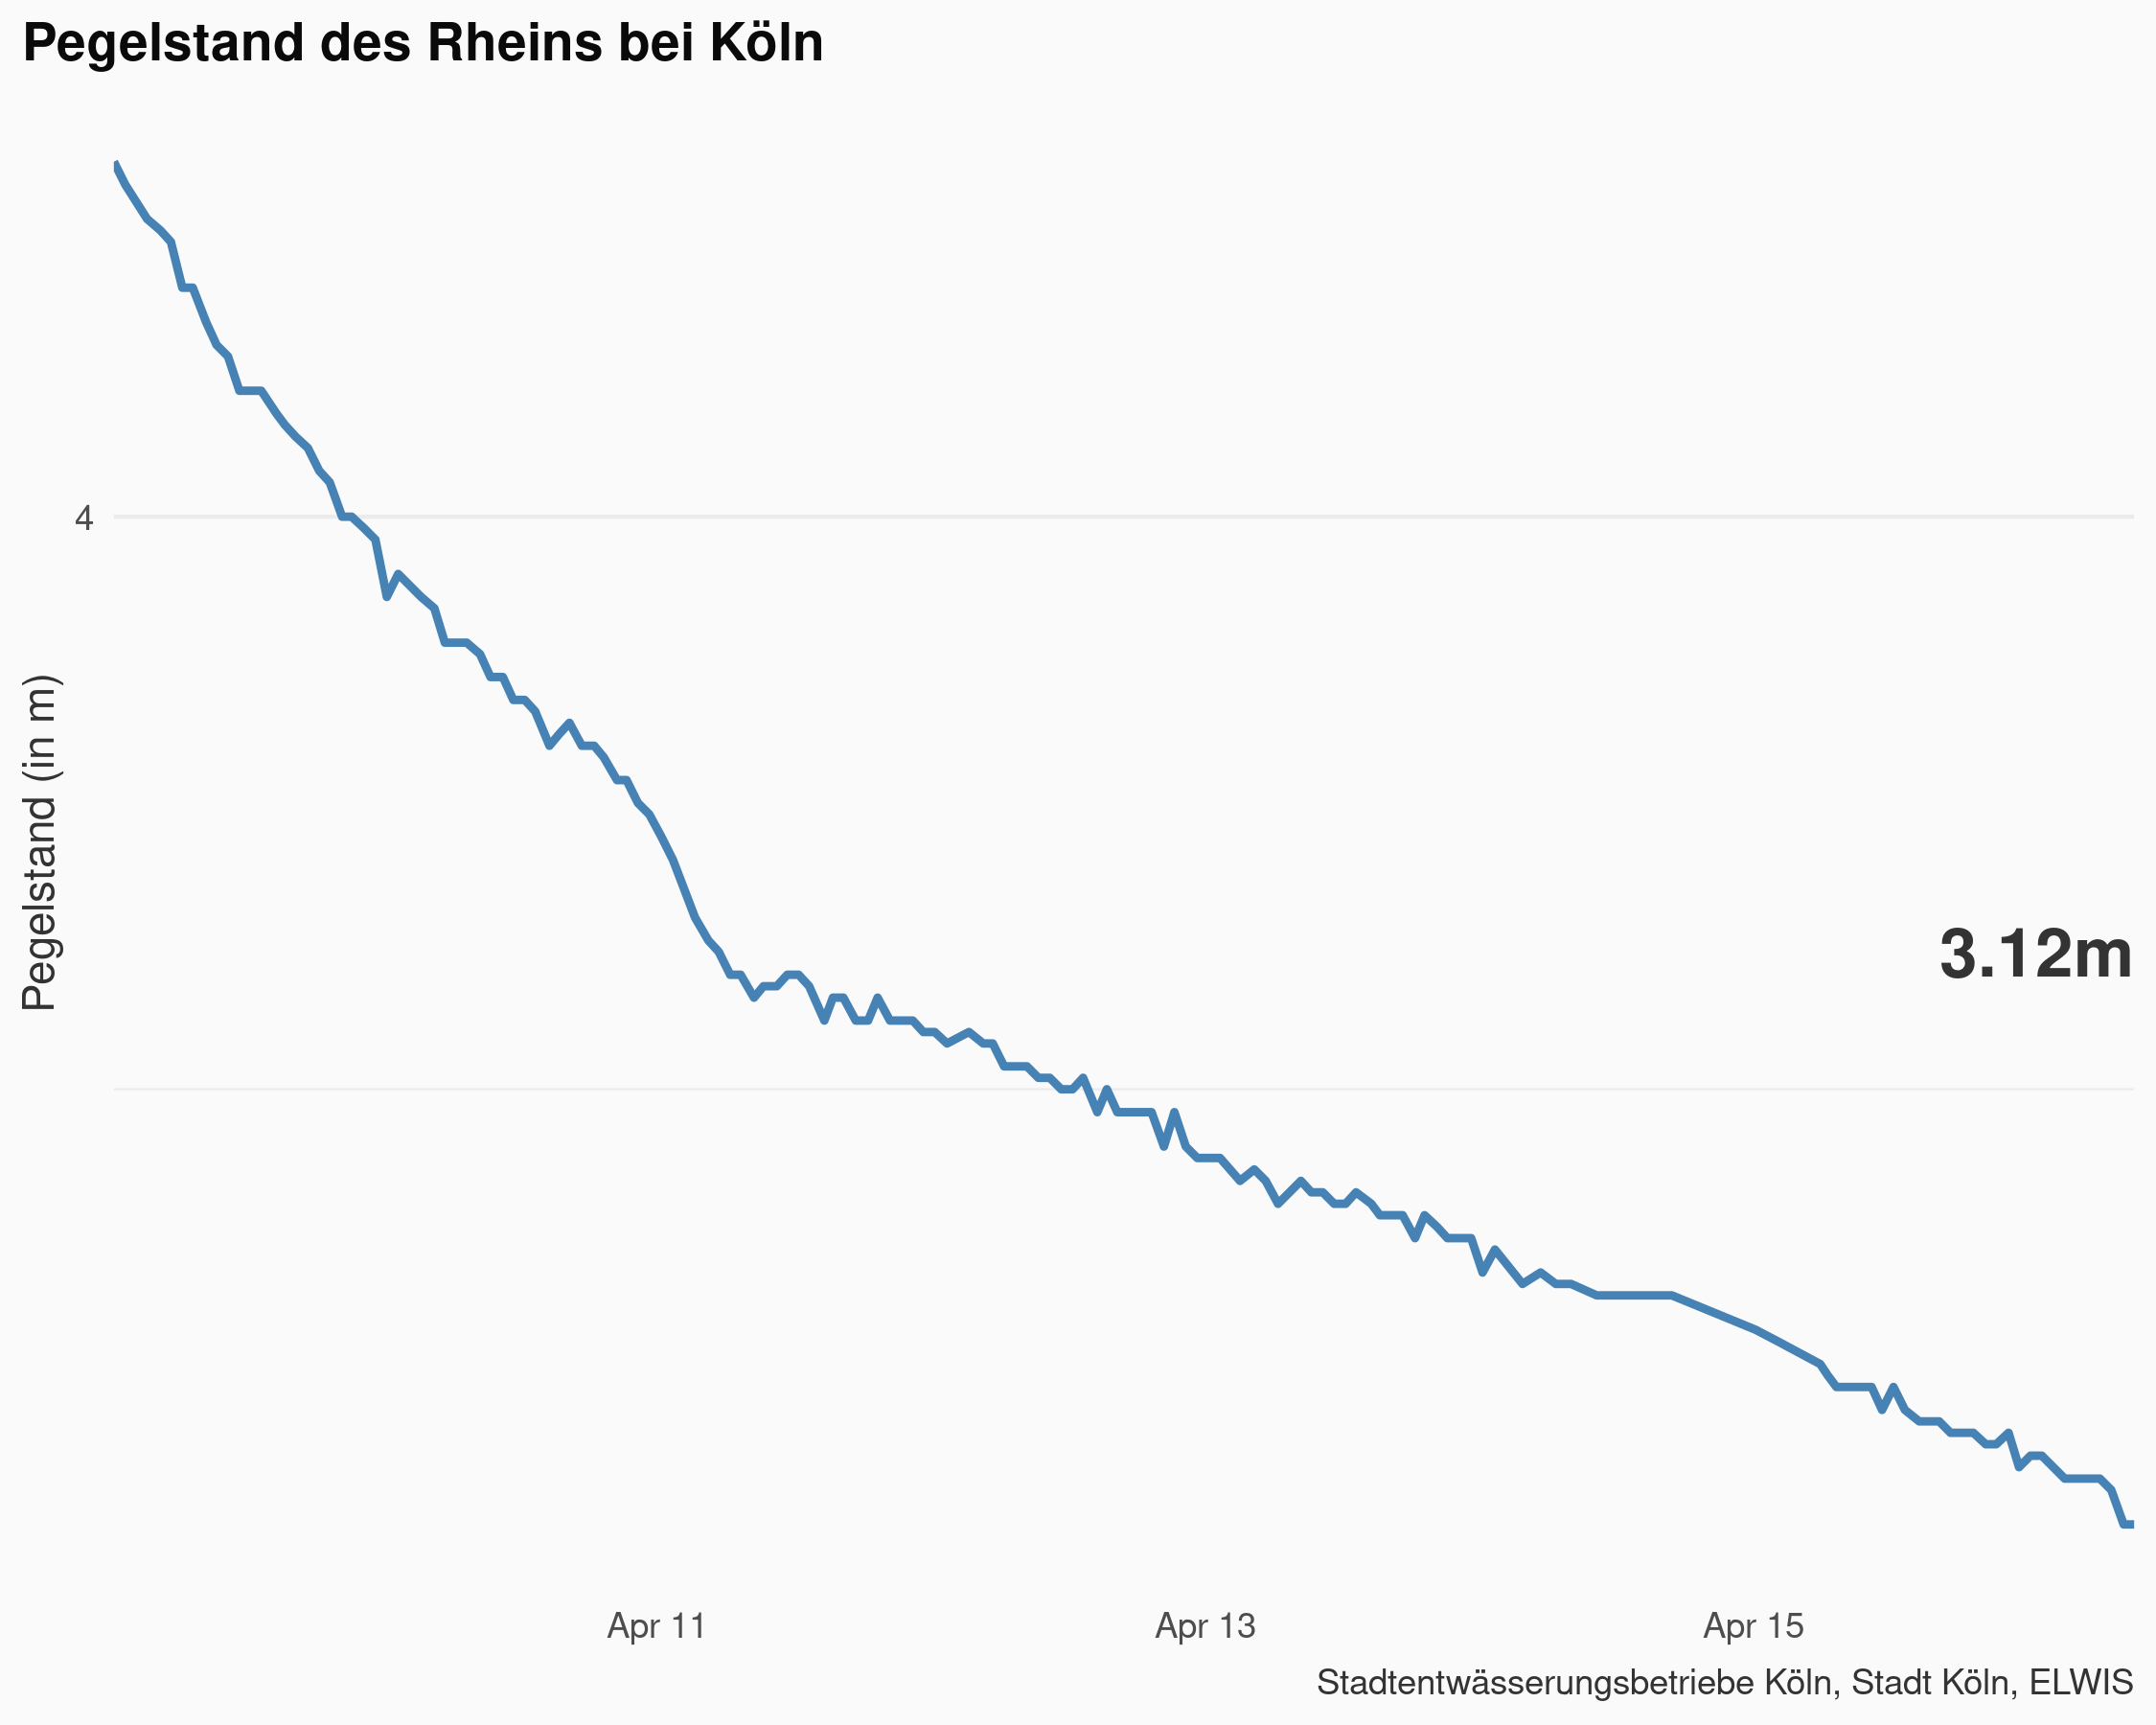 Pegelstand des Rheins bei Köln
Pegelstand (in m)
4
3.12m
Apr 11
Apr 13
Apr 15
Stadtentwässerungsbetriebe Köln, Stadt Köln, ELWIS